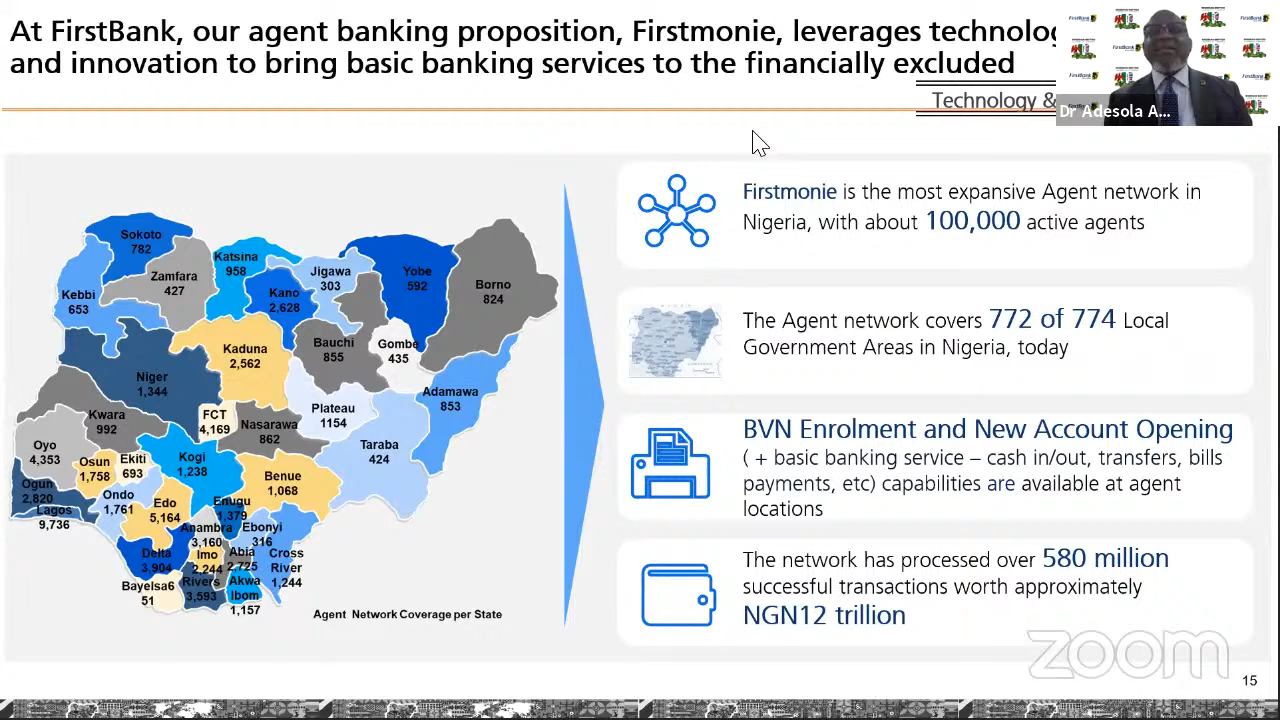 At FirstBank, our agent banking proposition, Firstmonie, leverages technolog
and innovation to bring basic banking services to the financially excluded
Technology &
FirstBank
Dr Adesola A...
Firstmonie is the most expansive Agent network in
Nigeria, with about 100,000 active agents
The Agent network covers 772 of 774 Local
Government Areas in Nigeria, today
BVN Enrolment and New Account Opening
( + basic banking service – cash in/out, transfers, bills
payments, etc) capabilities are available at agent
locations
The network has processed over 580 million
successful transactions worth approximately
NGN12 trillion
Sokoto
782
Zamfara
427
Katsina
958
Kebbi
653
Kano
2,628
Jigawa
303
Yobe
592
Borno
824
Kaduna
2,562
Bauchi
855
Gombe
435
Niger
1,344
Adamawa
853
Plateau
1154
FCT
4,169
Kwara
992
Nasarawa
862
Taraba
424
Oyo
4,353
Osun
1,758
Ekiti
693
Kogi
1,238
Benue
1,068
Ogun
2,820
Ondo
1,761
Edo
5,164
Enugu
1,379
Lagos
9,736
Anambra
3,160
Ebonyi
316
Delta
3,904
Imo
2,244
Abia
2,725
Cross
River
1,244
Bayelsa6
51
Rivers
3,593
Akwa
Ibom
1,157
Agent Network Coverage per State
zoom
15